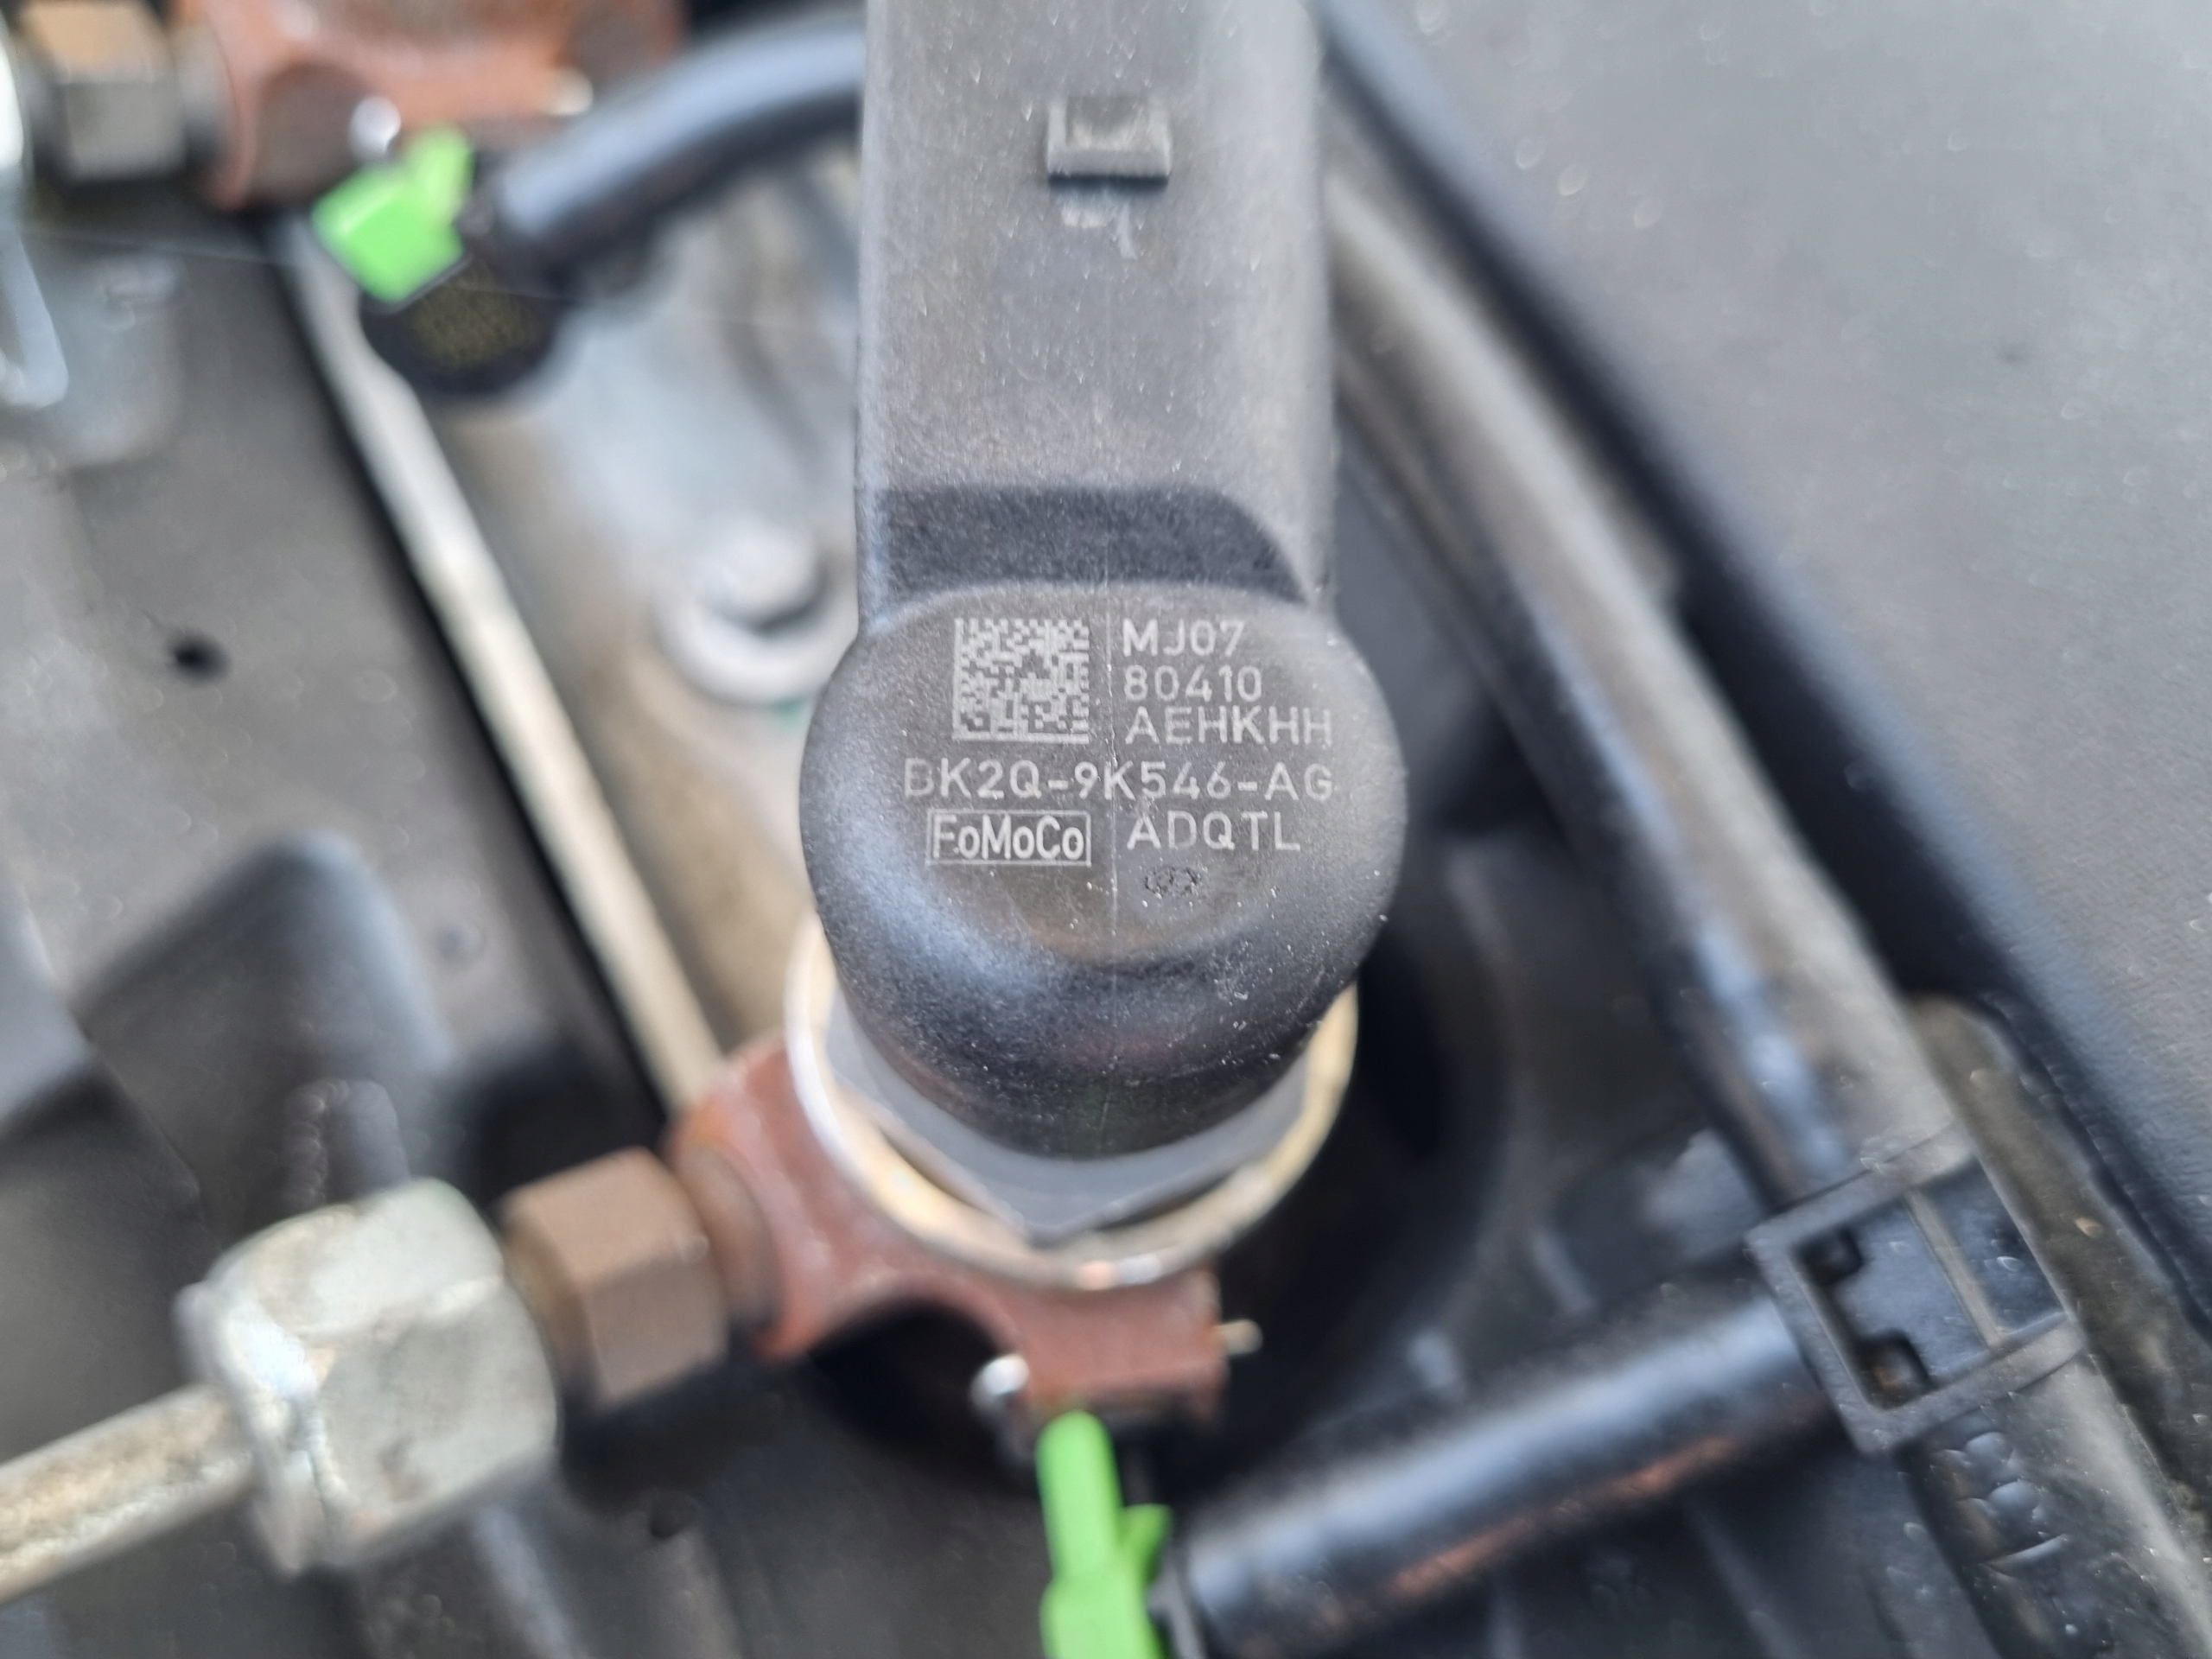 MJ07
80410
AEHKHH
BK2Q-9K546-AG
FoMoCo ADQTL